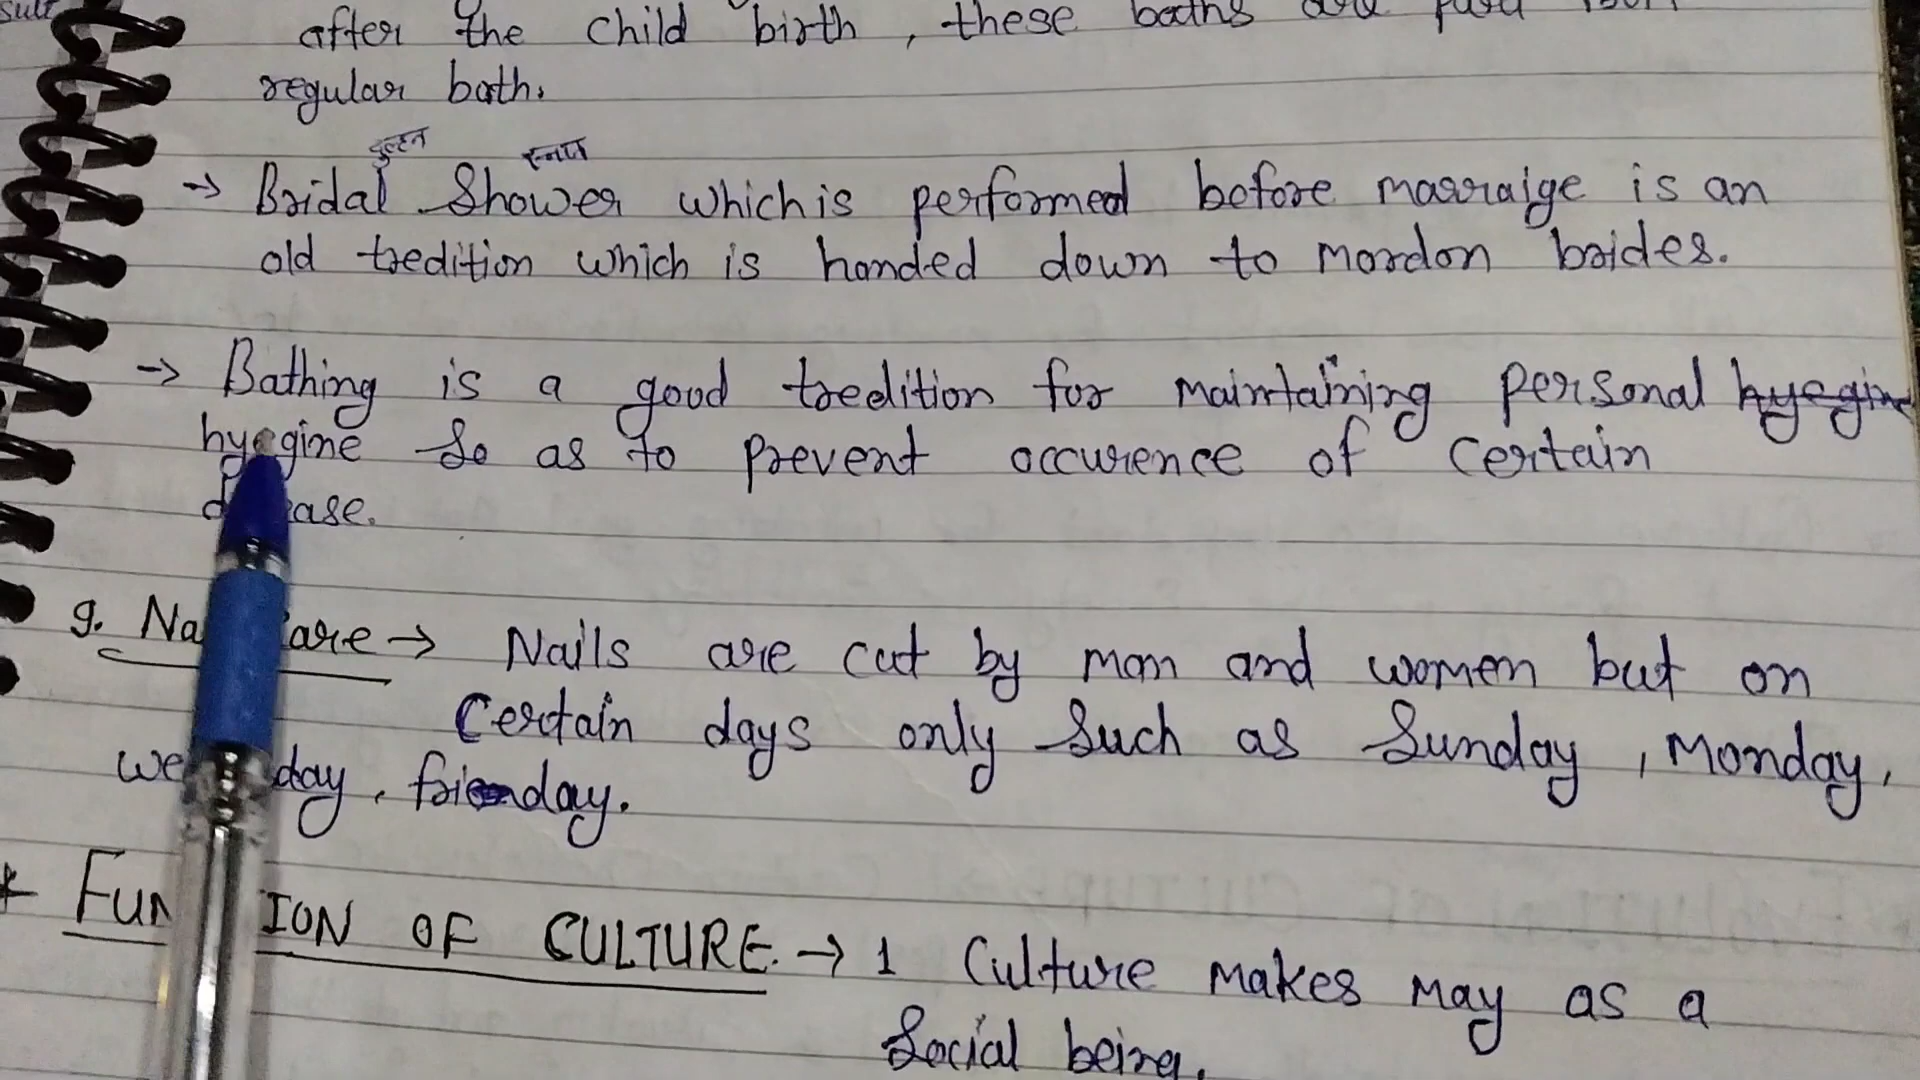 after the child birth, these baths are
regular bath.
दुल्हन स्नान
→ Bridal Shower which is performed before marraige is an
old tredition which is handed down to mordon brides.
→ Bathing is a good tredition for maintaining personal hyegine
hyegine So as to prevent occurence of certain
ase.
9. Na are → Nails are cut by man and women but on
Certain days only Such as Sunday, Monday,
we day, friday.
* FUN ION OF CULTURE. → 1 Culture makes may as a
Social being.